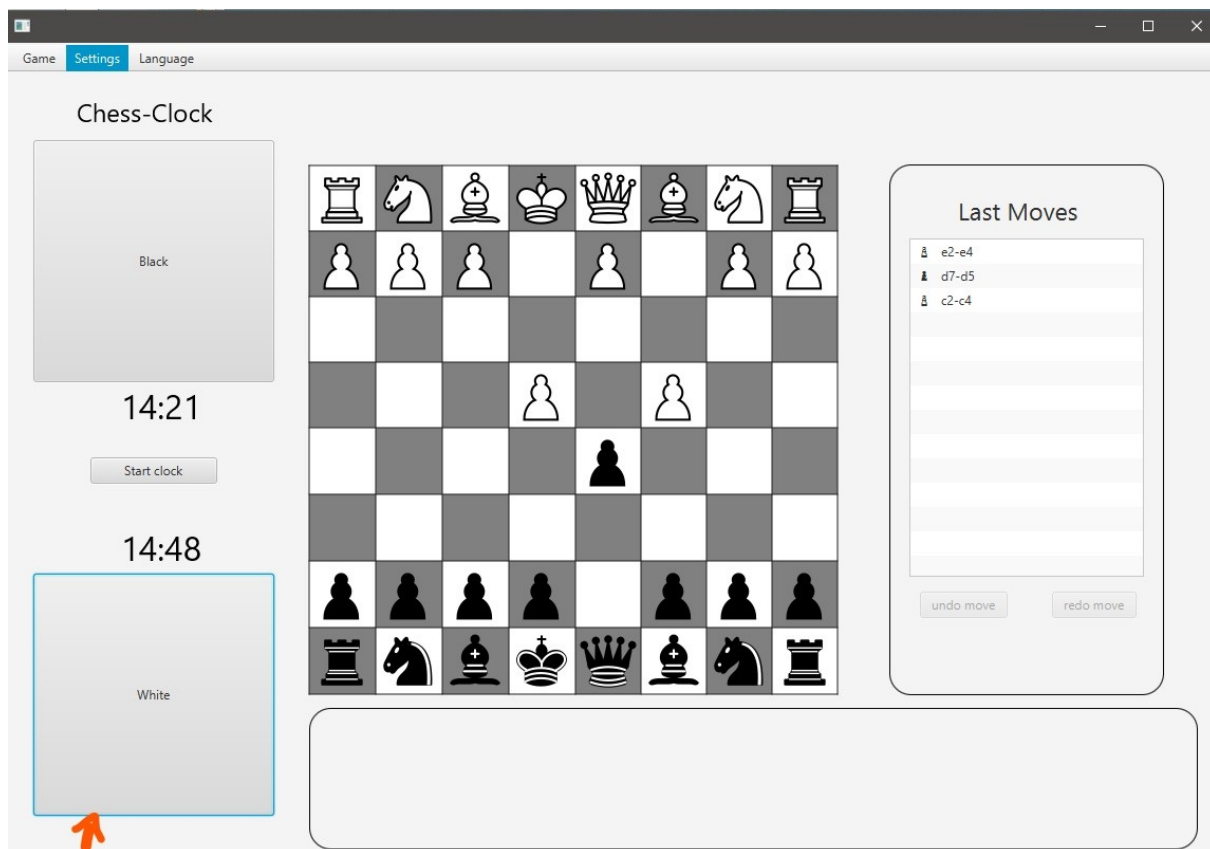 Game Settings Language
Chess-Clock
Black
14:21
Start clock
14:48
White
Last Moves
e2-e4
d7-d5
c2-c4
undo move redo move